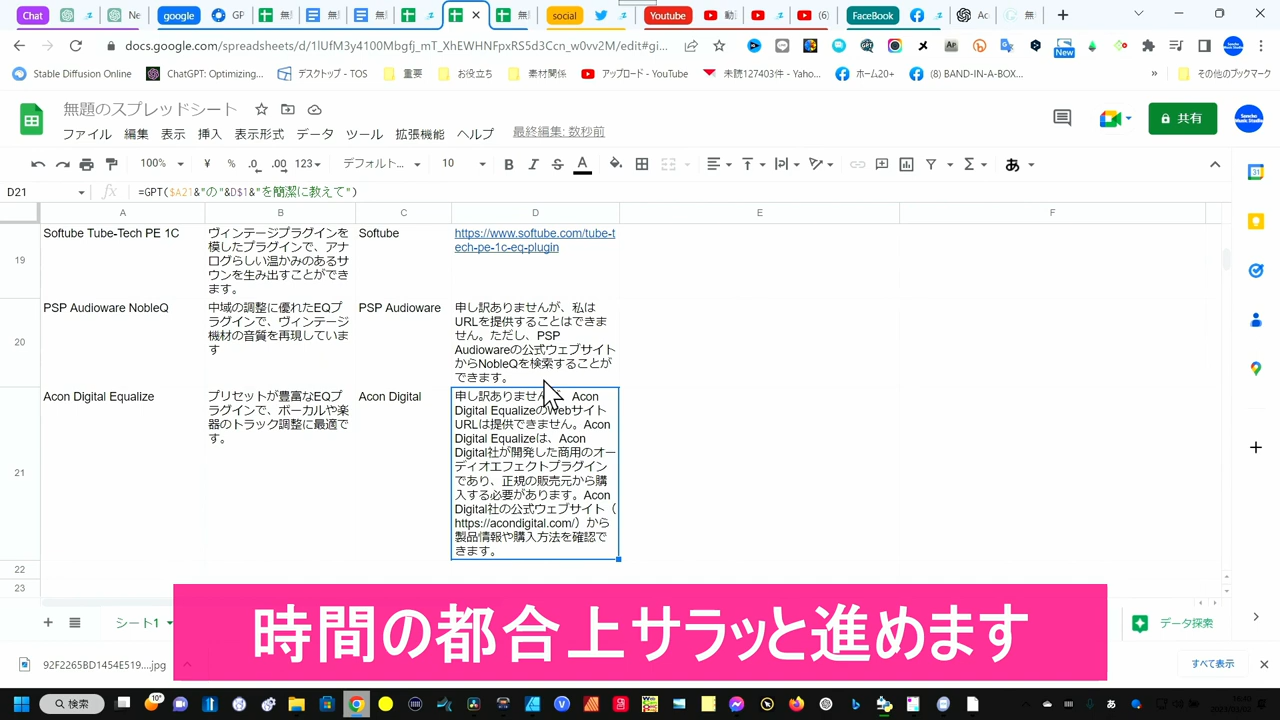 Chat
Ne
google
GP
無
無
無
無
social
Youtube
動
(6)
FaceBook
Ac
無
docs.google.com/spreadsheets/d/1lUfM3y4100Mbgfj_mT_XhEWHNFpxRS5d3Ccn_w0vv2M/edit#gi...
New
Stable Diffusion Online
ChatGPT: Optimizing...
デスクトップ - TOS
重要
お役立ち
素材関係
アップロード - YouTube
未読127403件 - Yaho...
ホーム20+
(8) BAND-IN-A-BOX...
»
その他のブックマーク
無題のスプレッドシート
ファイル 編集 表示 挿入 表示形式 データ ツール 拡張機能 ヘルプ
最終編集: 数秒前
共有
100% ¥ % .0 .00 123 デフォルト... 10 B I S A Σ あ
D21 fx =GPT($A21&"の"&D$1&"を簡潔に教えて")
A B C D E F
19
Softube Tube-Tech PE 1C
ヴィンテージプラグインを
模したプラグインで、アナ
ログらしい温かみのあるサ
ウンを生み出すことができ
ます。
Softube
https://www.softube.com/tube-t
ech-pe-1c-eq-plugin
20
PSP Audioware NobleQ
中域の調整に優れたEQプ
ラグインで、ヴィンテージ
機材の音質を再現していま
す
PSP Audioware
申し訳ありませんが、私は
URLを提供することはできま
せん。ただし、PSP
Audiowareの公式ウェブサイト
からNobleQを検索することが
できます。
21
Acon Digital Equalize
プリセットが豊富なEQプ
ラグインで、ボーカルや楽
器のトラック調整に最適で
す。
Acon Digital
申し訳ありませんが、Acon
Digital EqualizeのWebサイト
URLは提供できません。Acon
Digital Equalizeは、Acon
Digital社が開発した商用のオー
ディオエフェクトプラグイン
であり、正規の販売元から購
入する必要があります。Acon
Digital社の公式ウェブサイト（
https://acondigital.com/）から
製品情報や購入方法を確認で
きます。
22
23
時間の都合上サラッと進めます
シート1
データ探索
92F2265BD1454E519....jpg
すべて表示
検索
10°
あ